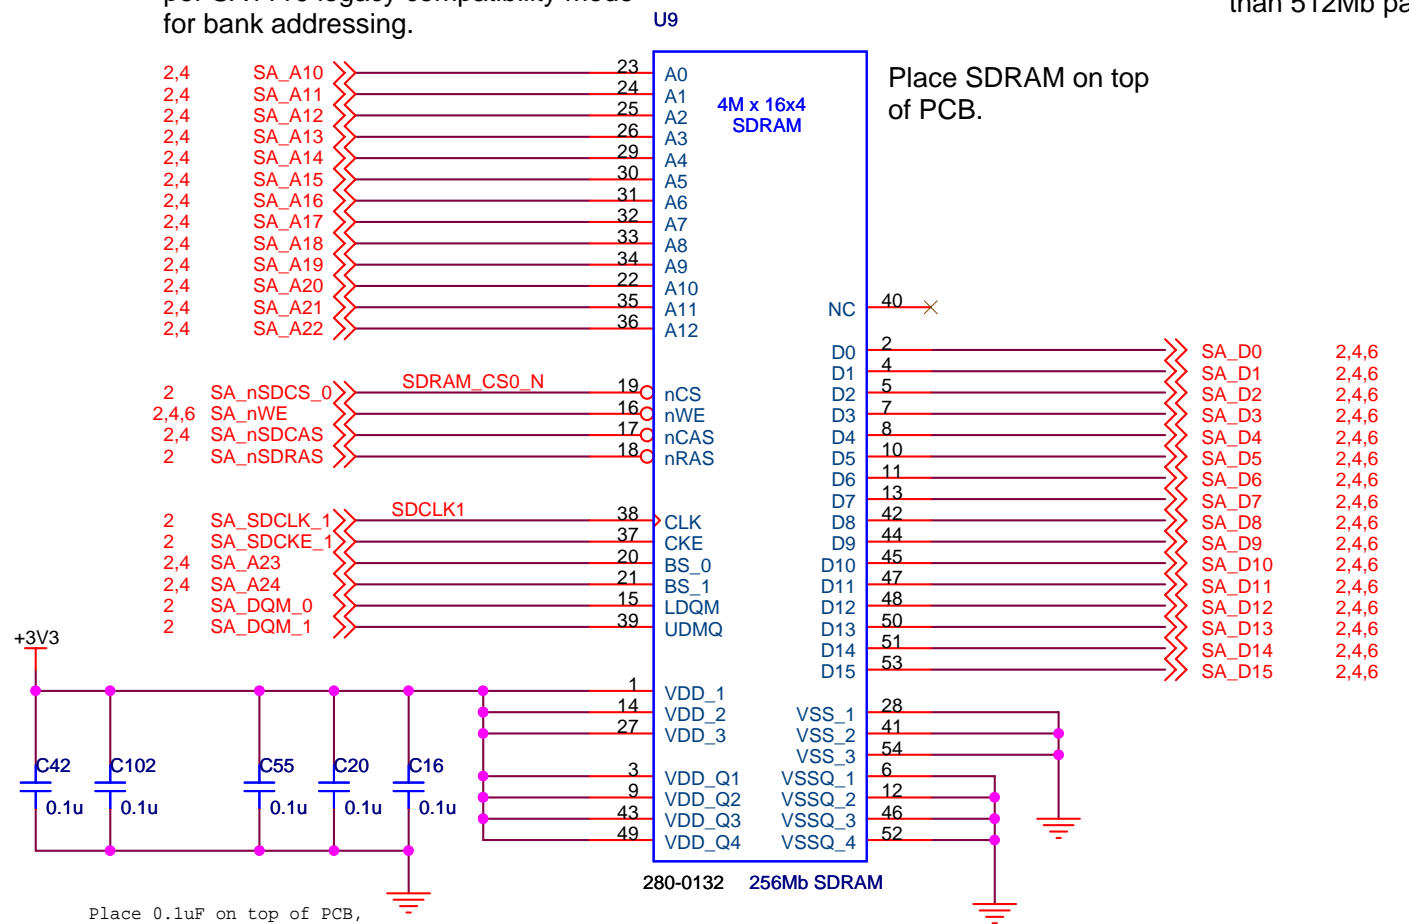 for bank addressing.
U9
than 512Mb pa
Place SDRAM on top
of PCB.
4M x 16x4
SDRAM
2,4 SA_A10 23 A0
2,4 SA_A11 24 A1
2,4 SA_A12 25 A2
2,4 SA_A13 26 A3
2,4 SA_A14 29 A4
2,4 SA_A15 30 A5
2,4 SA_A16 31 A6
2,4 SA_A17 32 A7
2,4 SA_A18 33 A8
2,4 SA_A19 34 A9
2,4 SA_A20 22 A10
2,4 SA_A21 35 A11
2,4 SA_A22 36 A12
NC 40
2 SA_nSDCS_0 SDRAM_CS0_N 19 nCS
2,4,6 SA_nWE 16 nWE
2,4 SA_nSDCAS 17 nCAS
2 SA_nSDRAS 18 nRAS
2 SA_SDCLK_1 SDCLK1 38 CLK
2 SA_SDCKE_1 37 CKE
2,4 SA_A23 20 BS_0
2,4 SA_A24 21 BS_1
2 SA_DQM_0 15 LDQM
2 SA_DQM_1 39 UDMQ
D0 2 SA_D0 2,4,6
D1 4 SA_D1 2,4,6
D2 5 SA_D2 2,4,6
D3 7 SA_D3 2,4,6
D4 8 SA_D4 2,4,6
D5 10 SA_D5 2,4,6
D6 11 SA_D6 2,4,6
D7 13 SA_D7 2,4,6
D8 42 SA_D8 2,4,6
D9 44 SA_D9 2,4,6
D10 45 SA_D10 2,4,6
D11 47 SA_D11 2,4,6
D12 48 SA_D12 2,4,6
D13 50 SA_D13 2,4,6
D14 51 SA_D14 2,4,6
D15 53 SA_D15 2,4,6
+3V3
1 VDD_1
14 VDD_2
27 VDD_3
3 VDD_Q1
9 VDD_Q2
43 VDD_Q3
49 VDD_Q4
VSS_1 28
VSS_2 41
VSS_3 54
VSSQ_1 6
VSSQ_2 12
VSSQ_3 46
VSSQ_4 52
C42 C102 C55 C20 C16
0.1u 0.1u 0.1u 0.1u 0.1u
280-0132 256Mb SDRAM
Place 0.1uF on top of PCB,